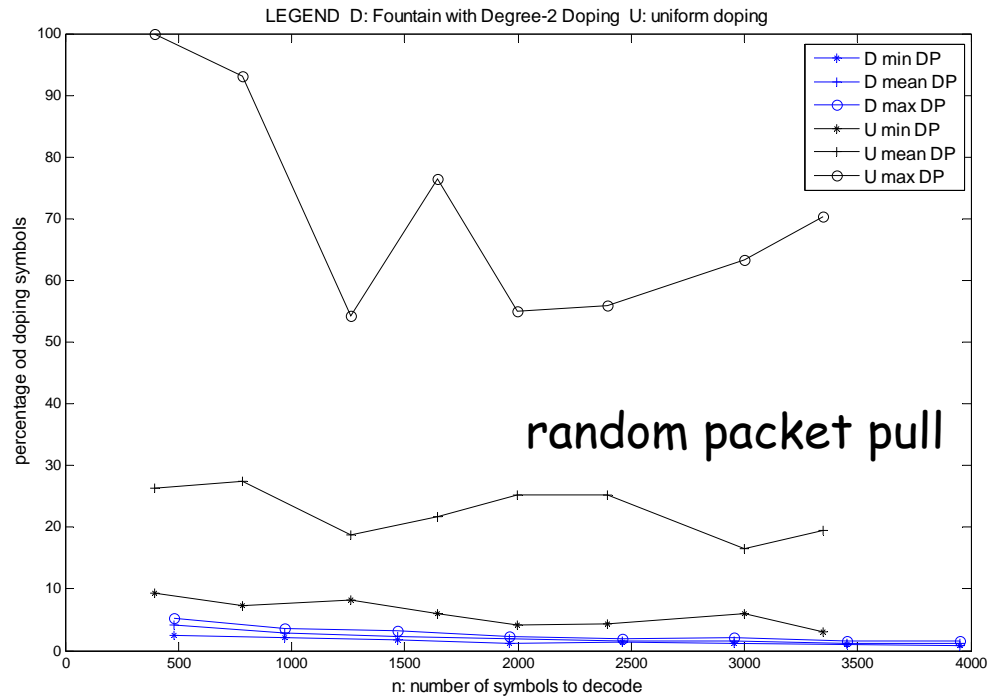 LEGEND D: Fountain with Degree-2 Doping U: uniform doping
100
90
80
70
60
50
40
30
20
10
0
percentage od doping symbols
D min DP
D mean DP
D max DP
U min DP
U mean DP
U max DP
random packet pull
0 500 1000 1500 2000 2500 3000 3500 4000
n: number of symbols to decode